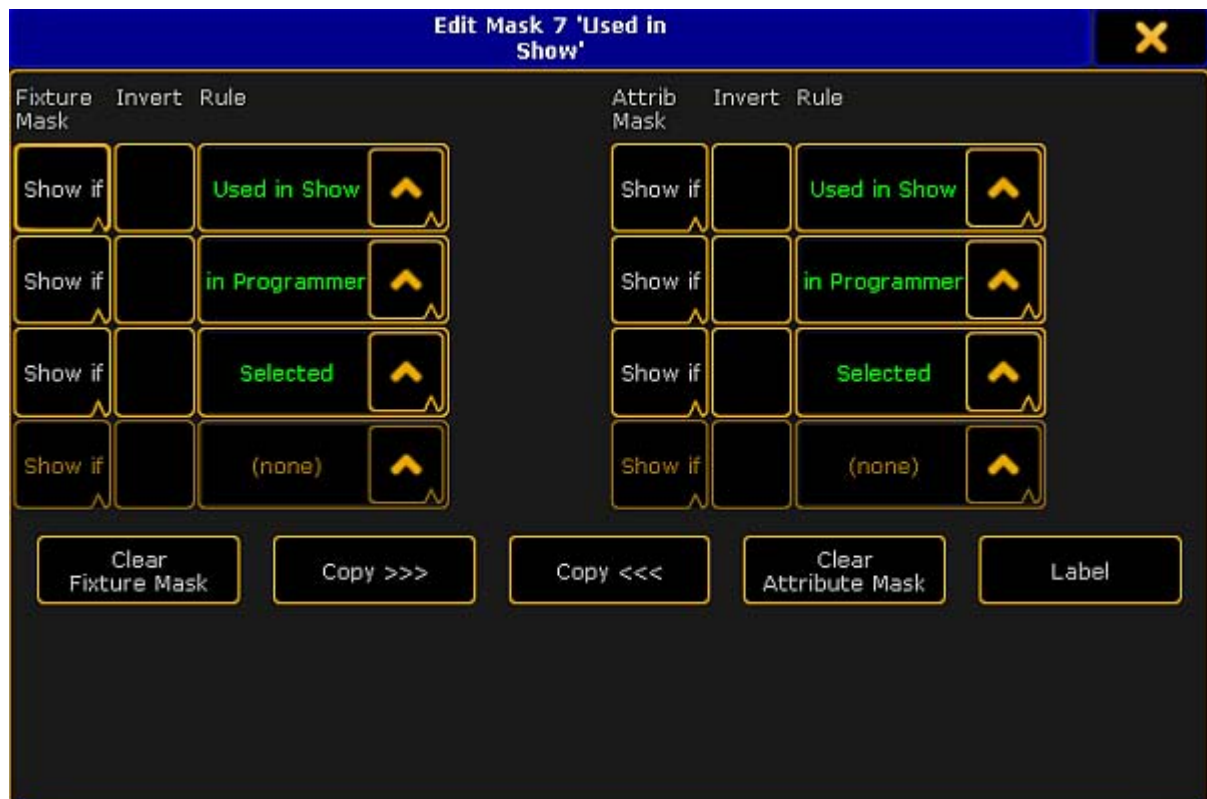 Edit Mask 7 'Used in
Show'
Fixture Mask Invert Rule
Attrib Mask Invert Rule
Show if Used in Show
Show if Used in Show
Show if in Programmer
Show if in Programmer
Show if Selected
Show if Selected
Show if (none)
Show if (none)
Clear
Fixture Mask
Copy >>>
Copy <<<
Clear
Attribute Mask
Label